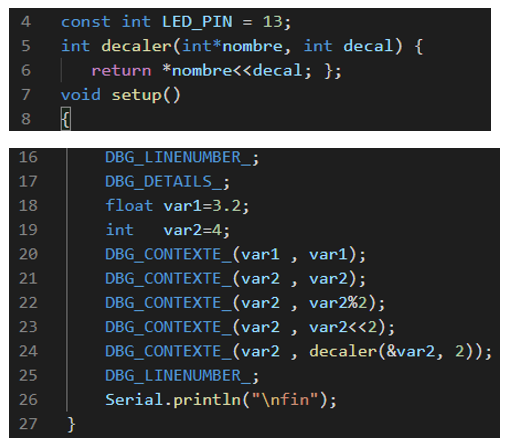 4 const int LED_PIN = 13;
5 int decaler(int*nombre, int decal) {
6 return *nombre<<decal; };
7 void setup()
8 {
16 DBG_LINENUMBER_;
17 DBG_DETAILS_;
18 float var1=3.2;
19 int var2=4;
20 DBG_CONTEXTE_(var1 , var1);
21 DBG_CONTEXTE_(var2 , var2);
22 DBG_CONTEXTE_(var2 , var2%2);
23 DBG_CONTEXTE_(var2 , var2<<2);
24 DBG_CONTEXTE_(var2 , decaler(&var2, 2));
25 DBG_LINENUMBER_;
26 Serial.println("\nfin");
27 }